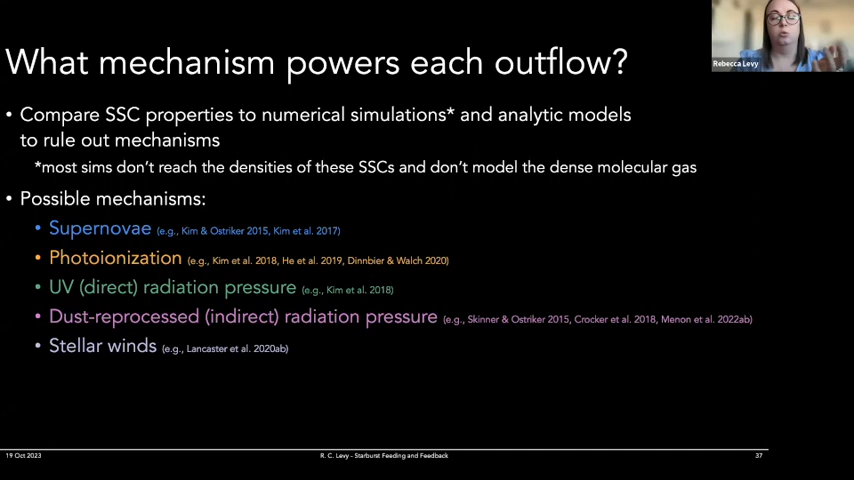 Rebecca Levy
What mechanism powers each outflow?
• Compare SSC properties to numerical simulations* and analytic models
to rule out mechanisms
*most sims don't reach the densities of these SSCs and don't model the dense molecular gas
• Possible mechanisms:
• Supernovae (e.g., Kim & Ostriker 2015, Kim et al. 2017)
• Photoionization (e.g., Kim et al. 2018, He et al. 2019, Dinnbier & Walch 2020)
• UV (direct) radiation pressure (e.g., Kim et al. 2018)
• Dust-reprocessed (indirect) radiation pressure (e.g., Skinner & Ostriker 2015, Crocker et al. 2018, Menon et al. 2022ab)
• Stellar winds (e.g., Lancaster et al. 2020ab)
19 Oct 2023 R. C. Levy - Starburst Feeding and Feedback 37